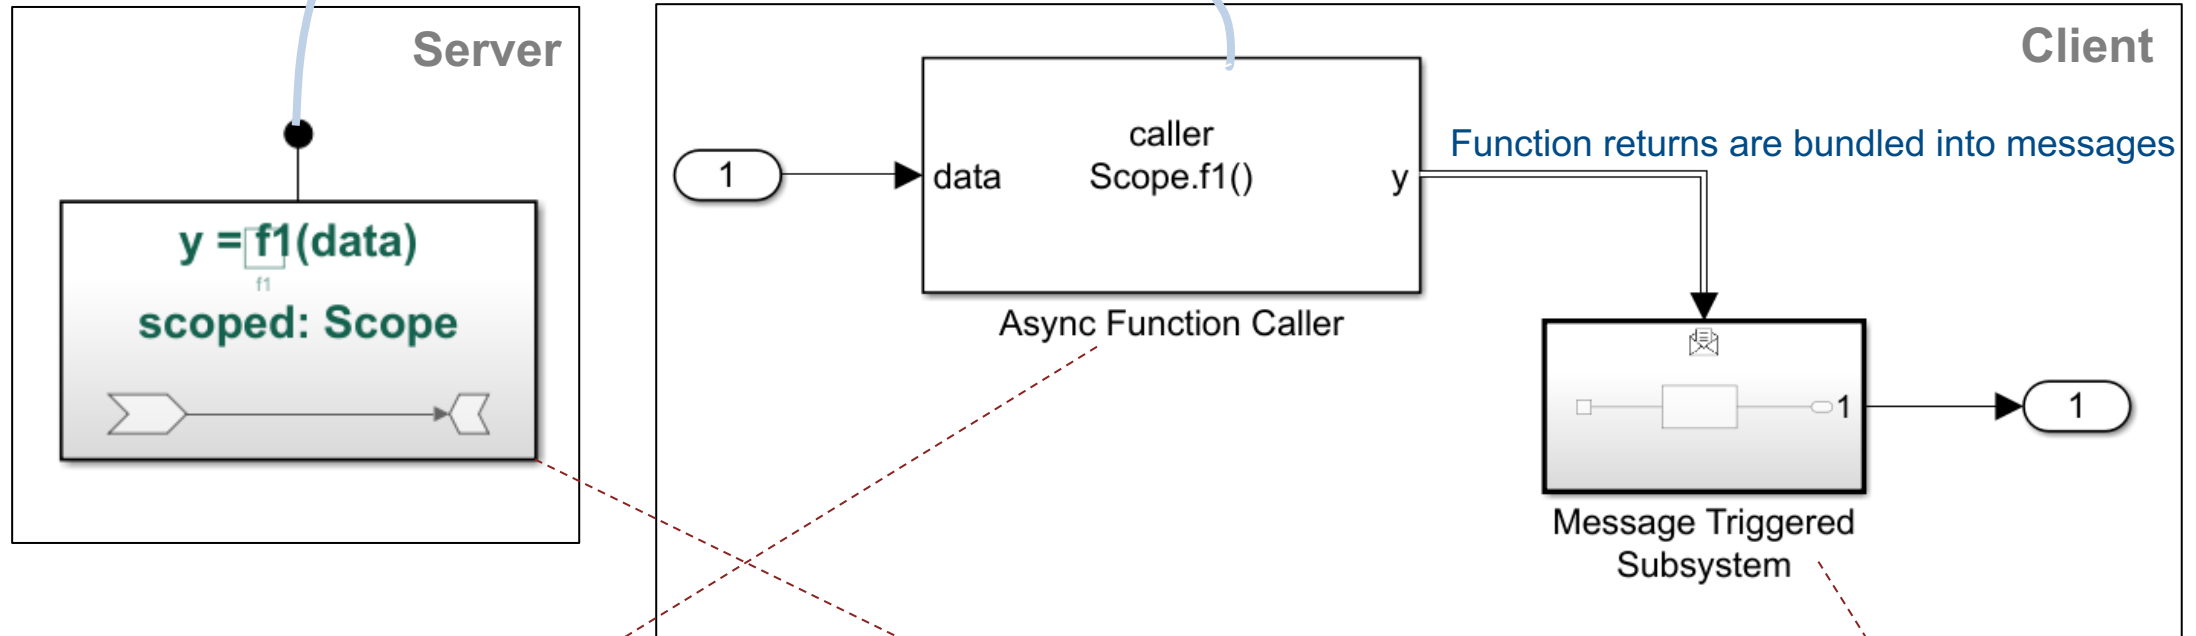 Server
y = f1(data)
f1
scoped: Scope
Client
1
data
caller
Scope.f1()
y
Async Function Caller
Function returns are bundled into messages
1
Message Triggered
Subsystem
1